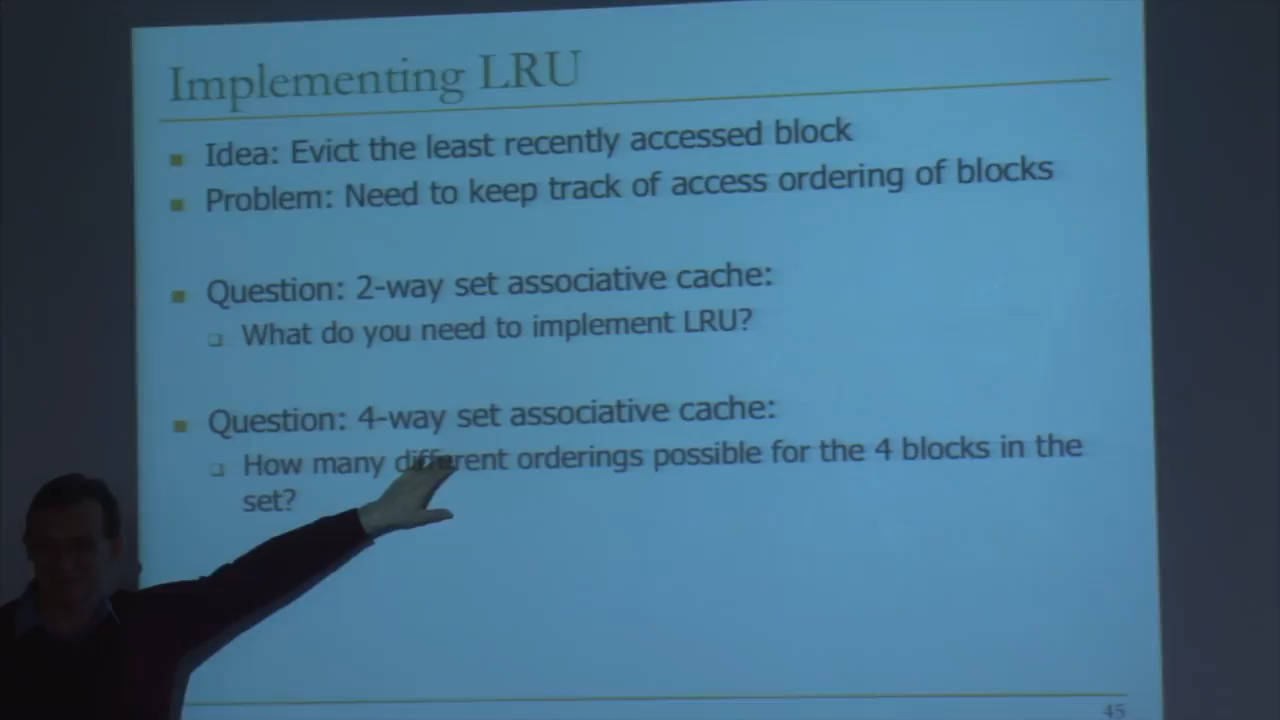 Implementing LRU
Idea: Evict the least recently accessed block
Problem: Need to keep track of access ordering of blocks
Question: 2-way set associative cache:
What do you need to implement LRU?
Question: 4-way set associative cache:
How many different orderings possible for the 4 blocks in the
set?
45